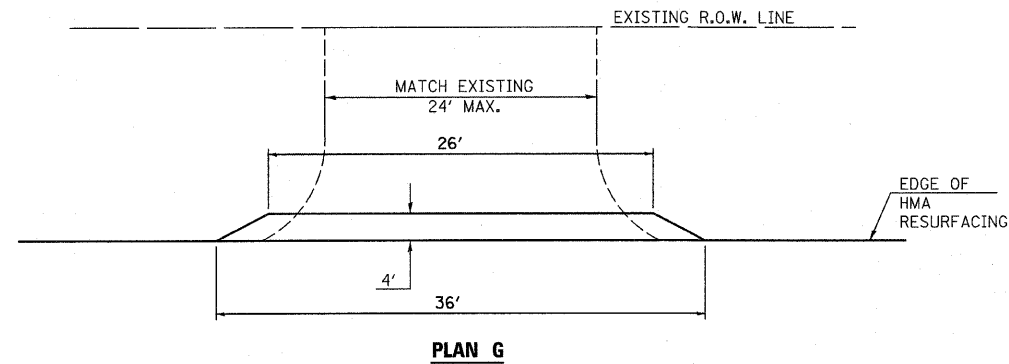 EXISTING R.O.W. LINE
MATCH EXISTING
24' MAX.
26'
EDGE OF
HMA
RESURFACING
4'
36'
PLAN G